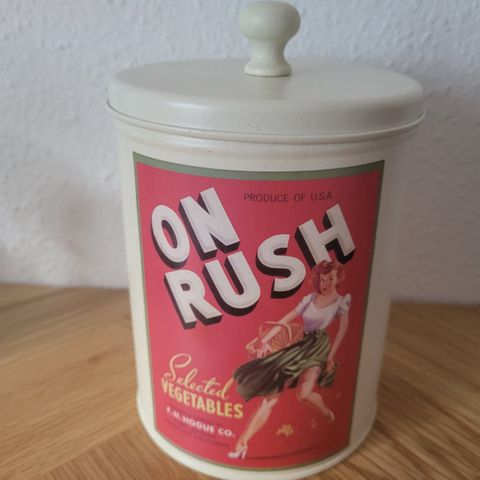 PRODUCE OF U.S.A.
ON
RUSH
Selected
VEGETABLES
F.H. HOGUE CO.